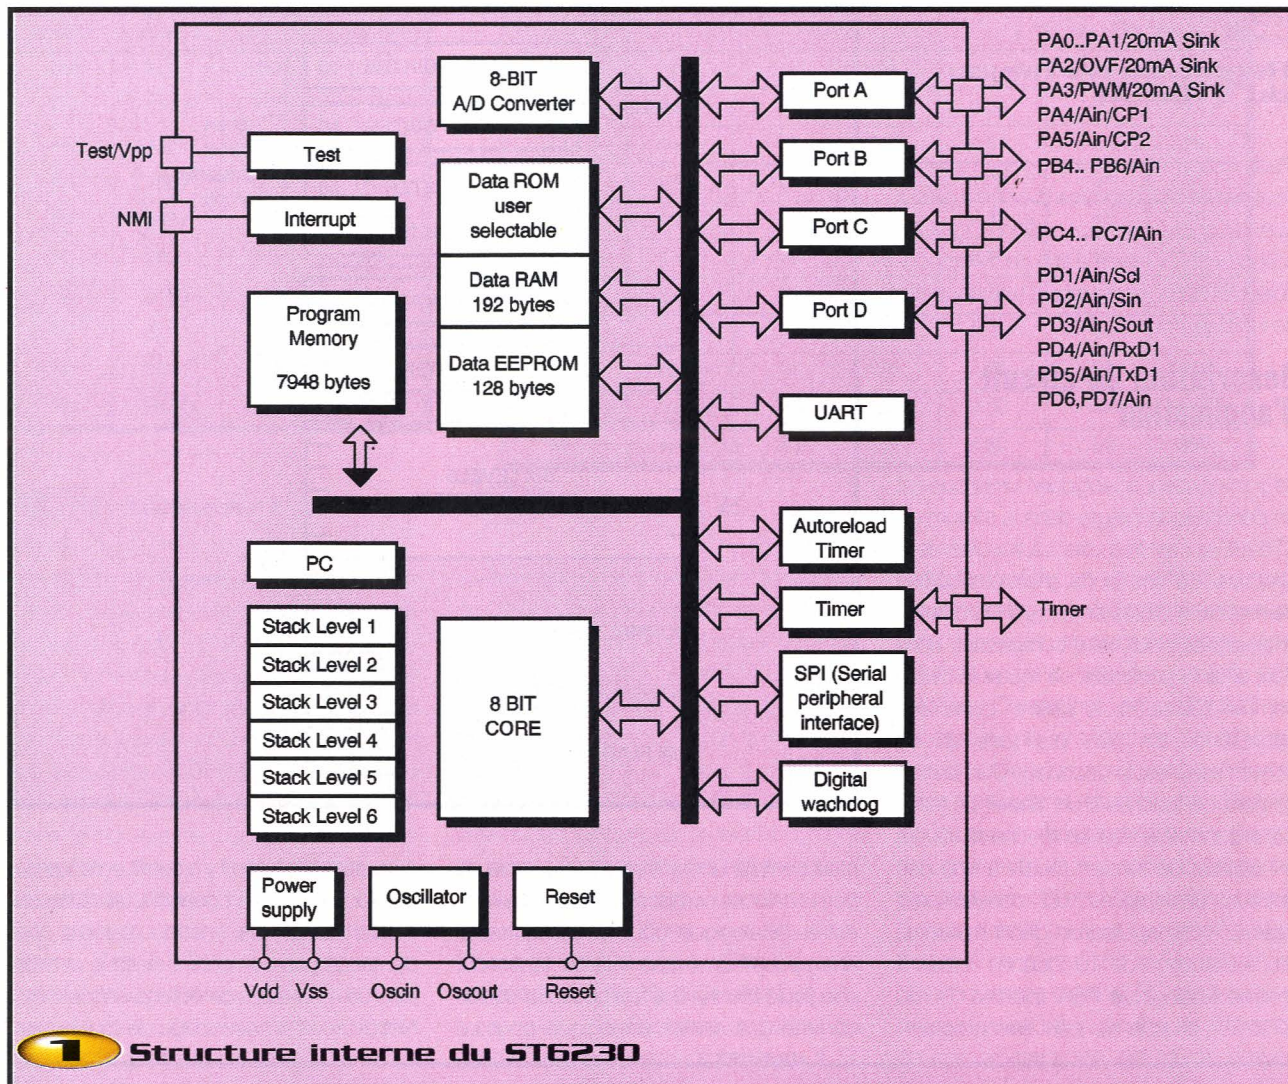 8-BIT
A/D Converter
Test/Vpp
Test
NMI
Interrupt
Data ROM
user
selectable
Data RAM
192 bytes
Data EEPROM
128 bytes
Program
Memory
7948 bytes
Port A
Port B
Port C
Port D
UART
PA0..PA1/20mA Sink
PA2/OVF/20mA Sink
PA3/PWM/20mA Sink
PA4/Ain/CP1
PA5/Ain/CP2
PB4.. PB6/Ain
PC4.. PC7/Ain
PD1/Ain/Scl
PD2/Ain/Sin
PD3/Ain/Sout
PD4/Ain/RxD1
PD5/Ain/TxD1
PD6,PD7/Ain
PC
Stack Level 1
Stack Level 2
Stack Level 3
Stack Level 4
Stack Level 5
Stack Level 6
8 BIT
CORE
Autoreload
Timer
Timer
Timer
SPI (Serial
peripheral
interface)
Digital
wachdog
Power
supply
Oscillator
Reset
Vdd Vss Oscin Oscout Reset
1 Structure interne du ST6230